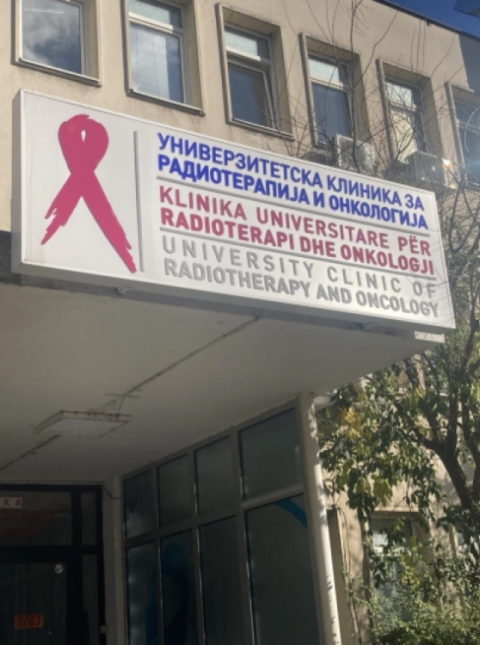 УНИВЕРЗИТЕТСКА КЛИНИКА ЗА
РАДИОТЕРАПИЈА И ОНКОЛОГИЈА
KLINIKA UNIVERSITARE PËR
RADIOTERAPI DHE ONKOLOGJI
UNIVERSITY CLINIC OF
RADIOTHERAPY AND ONCOLOGY